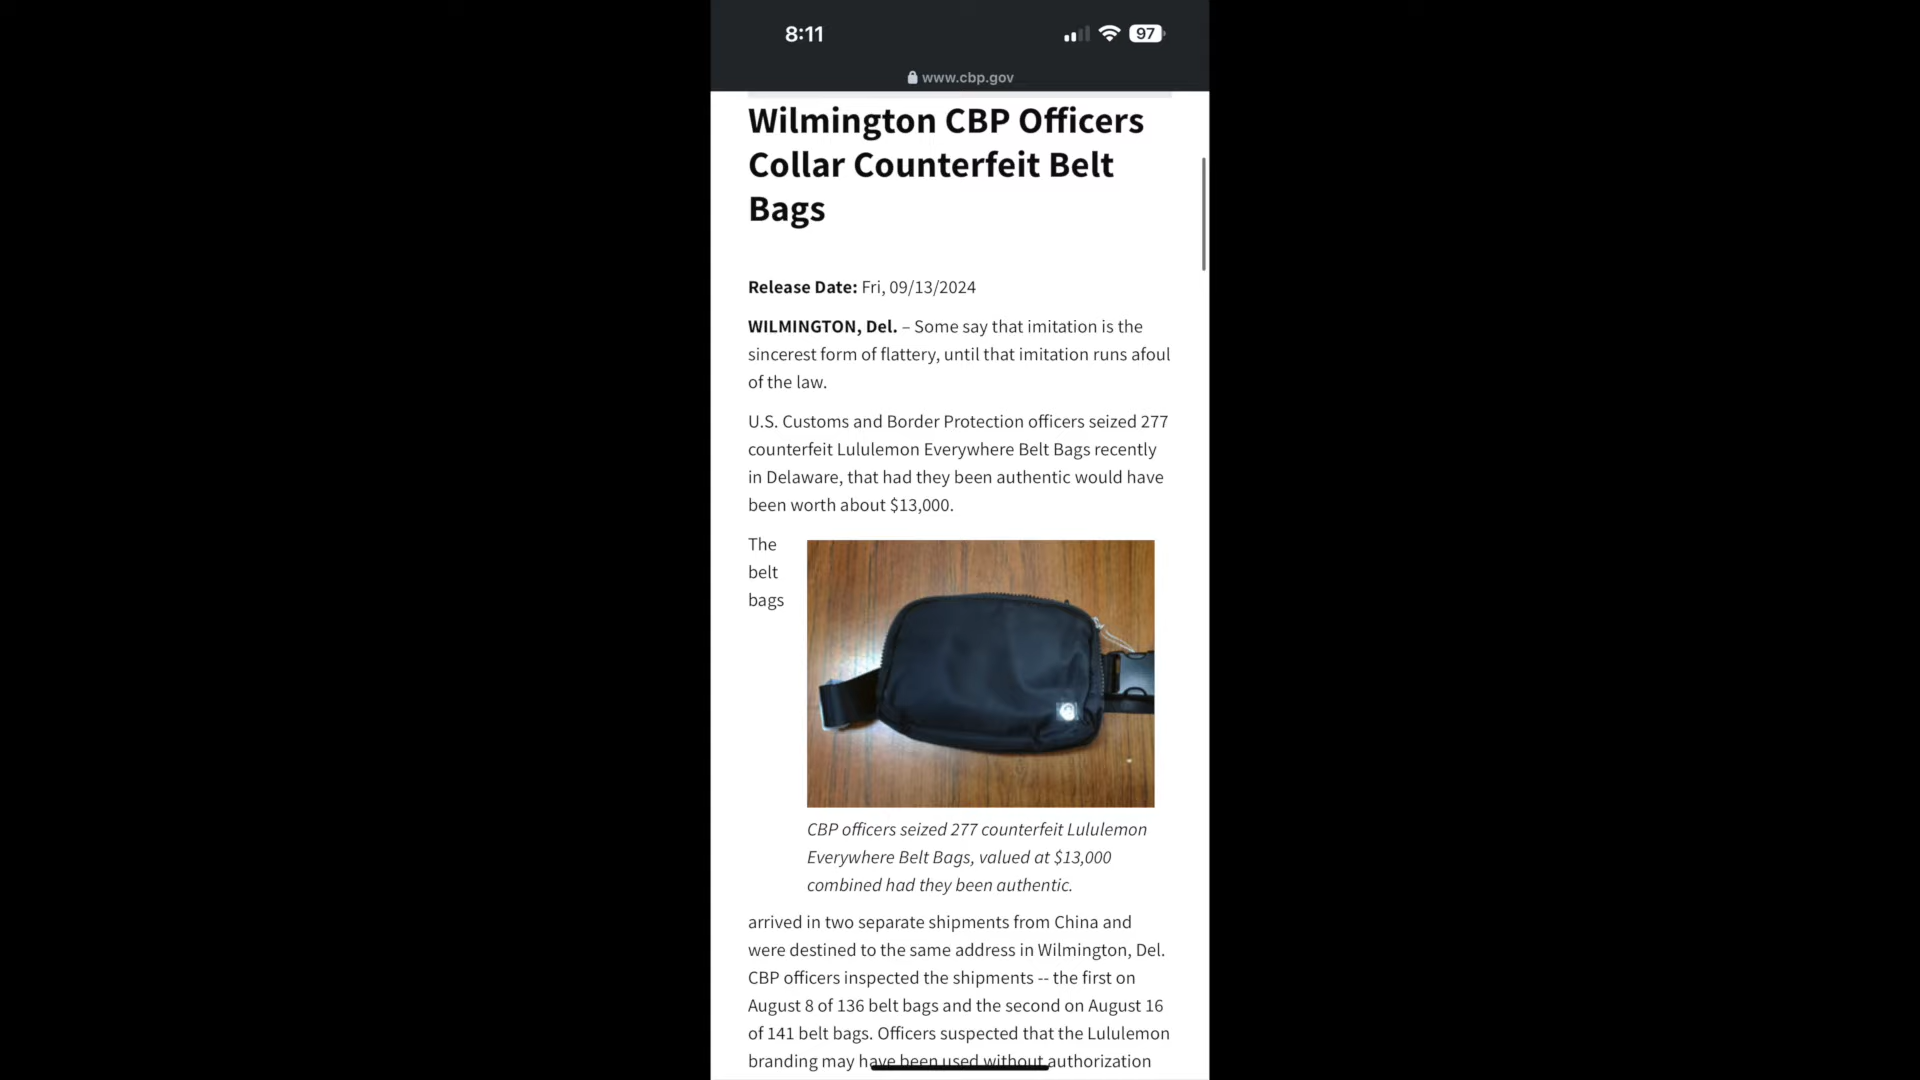 8:11
97
www.cbp.gov
Wilmington CBP Officers
Collar Counterfeit Belt
Bags
Release Date: Fri, 09/13/2024
WILMINGTON, Del. – Some say that imitation is the
sincerest form of flattery, until that imitation runs afoul
of the law.
U.S. Customs and Border Protection officers seized 277
counterfeit Lululemon Everywhere Belt Bags recently
in Delaware, that had they been authentic would have
been worth about $13,000.
The
belt
bags
CBP officers seized 277 counterfeit Lululemon
Everywhere Belt Bags, valued at $13,000
combined had they been authentic.
arrived in two separate shipments from China and
were destined to the same address in Wilmington, Del.
CBP officers inspected the shipments -- the first on
August 8 of 136 belt bags and the second on August 16
of 141 belt bags. Officers suspected that the Lululemon
branding may have been used without authorization